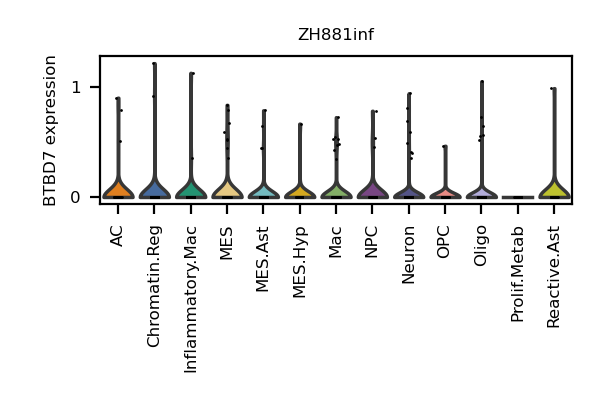 ZH881inf
BTBD7 expression
1
0
AC
Chromatin.Reg
Inflammatory.Mac
MES
MES.Ast
MES.Hyp
Mac
NPC
Neuron
OPC
Oligo
Prolif.Metab
Reactive.Ast